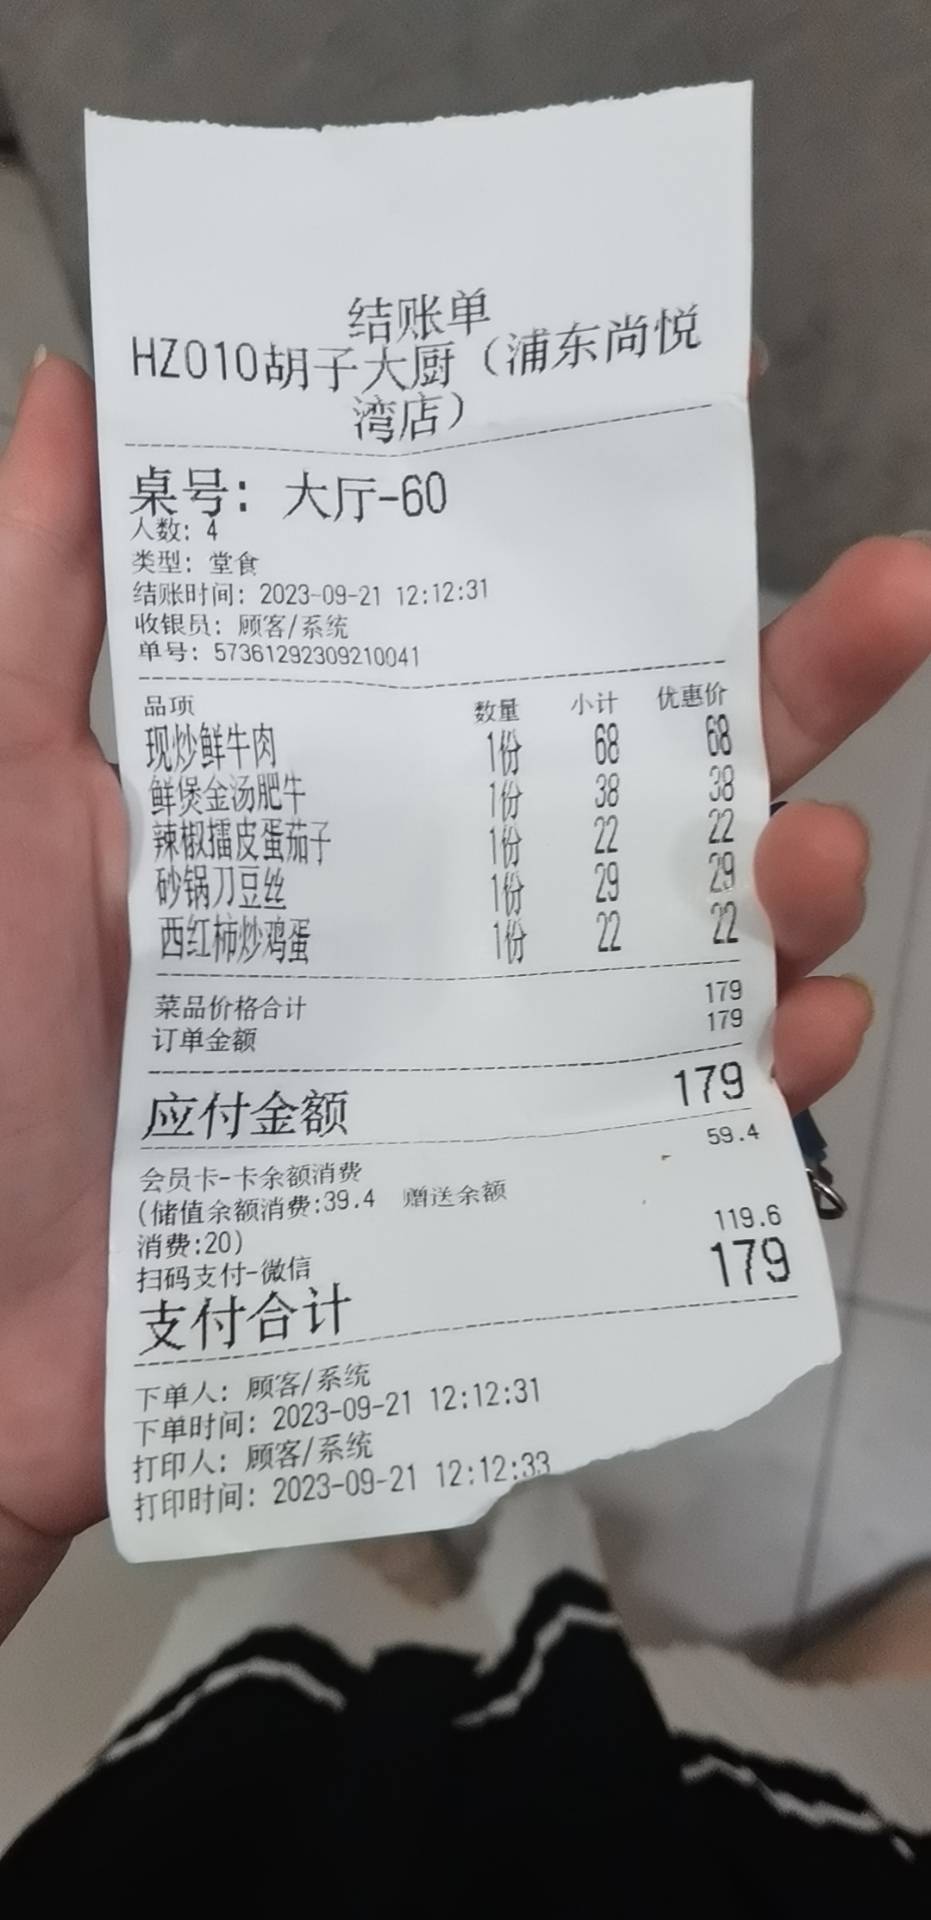 结账单
HZ010胡子大厨（浦东尚悦
湾店）
桌号：大厅-60
人数：4
类型：堂食
结账时间：2023-09-21 12:12:31
收银员：顾客/系统
单号：57361292309210041
品项 数量 小计 优惠价
现炒鲜牛肉 1份 68 68
鲜煲金汤肥牛 1份 38 38
辣椒擂皮蛋茄子 1份 22 22
砂锅刀豆丝 1份 29 29
西红柿炒鸡蛋 1份 22 22
菜品价格合计 179
订单金额 179
应付金额 179
会员卡-卡余额消费 59.4
(储值余额消费:39.4 赠送余额
消费:20)
扫码支付-微信 119.6
支付合计 179
下单人：顾客/系统
下单时间：2023-09-21 12:12:31
打印人：顾客/系统
打印时间：2023-09-21 12:12:33